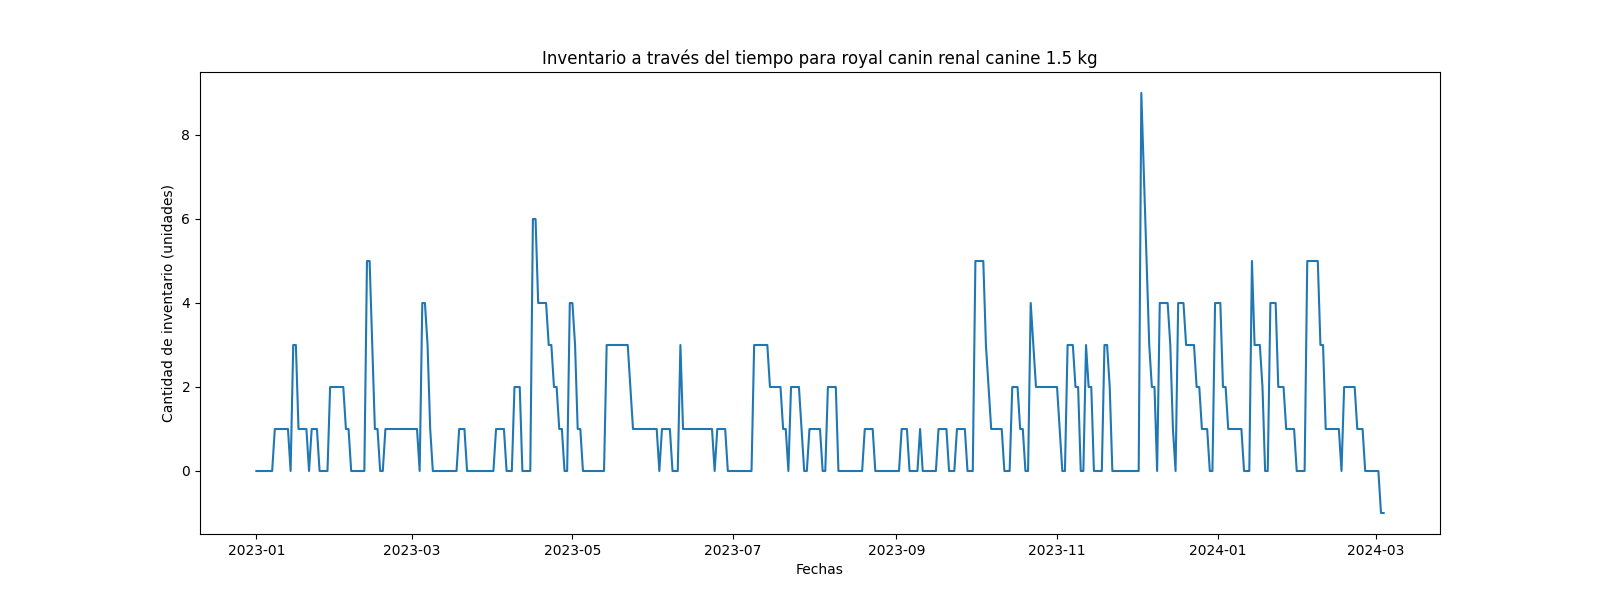 Inventario a través del tiempo para royal canin renal canine 1.5 kg
Cantidad de inventario (unidades)
8
6
4
2
0
2023-01 2023-03 2023-05 2023-07 2023-09 2023-11 2024-01 2024-03
Fechas